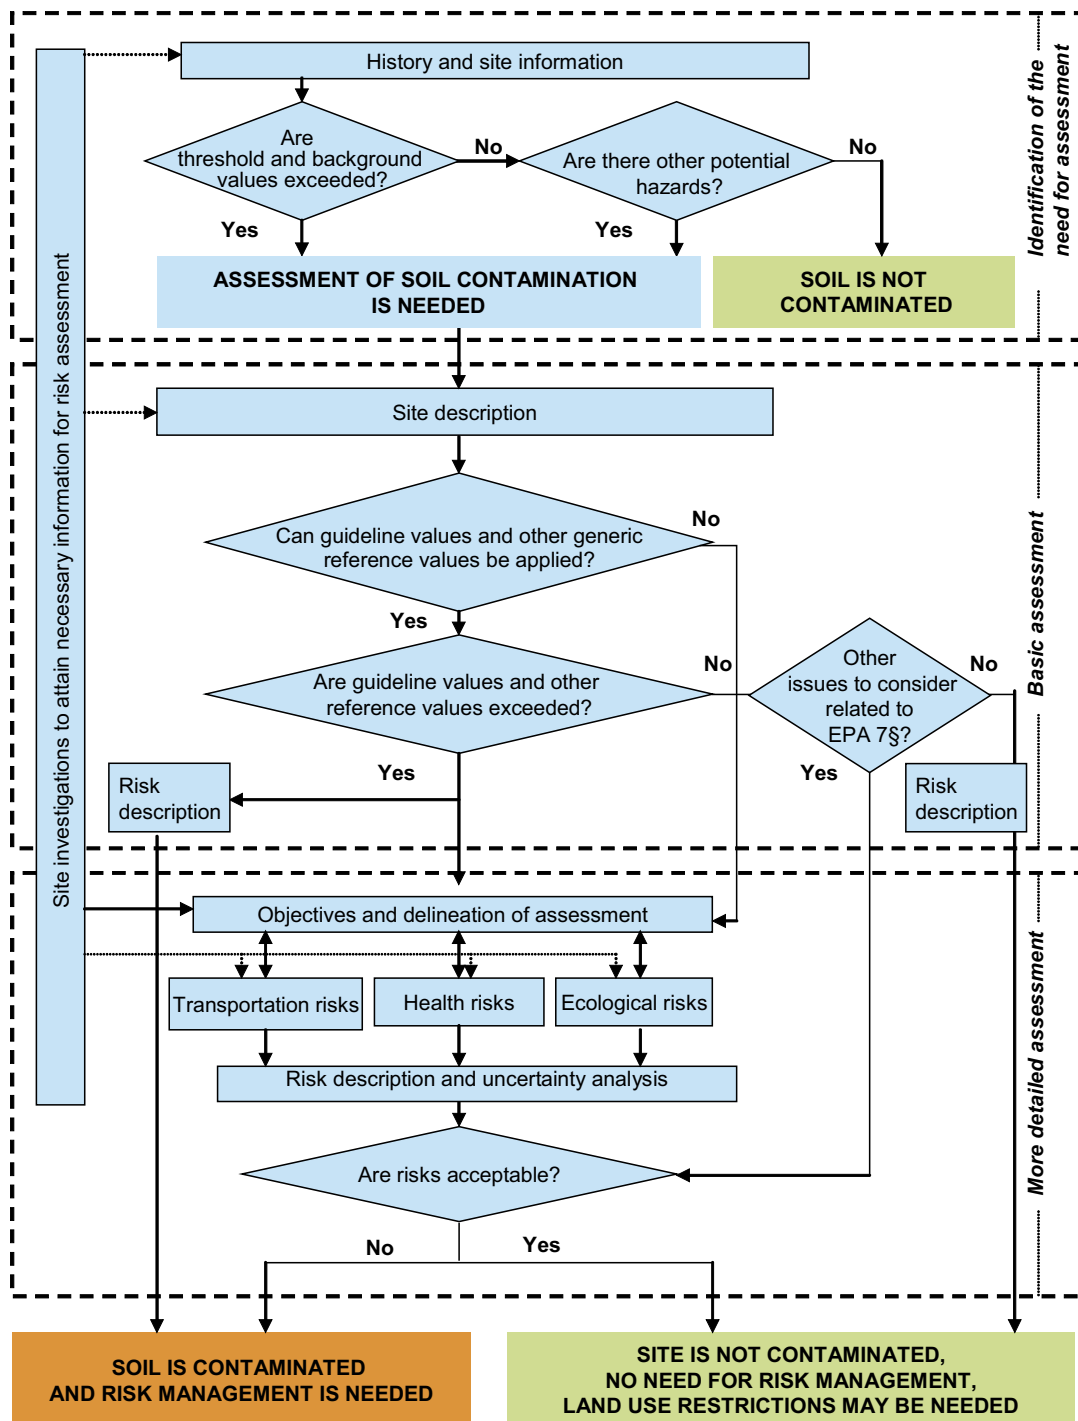 History and site information
Are
threshold and background
values exceeded?
No
Are there other potential
hazards?
No
Yes
Yes
ASSESSMENT OF SOIL CONTAMINATION
IS NEEDED
SOIL IS NOT
CONTAMINATED
Identification of the
need for assessment
Site investigations to attain necessary information for risk assessment
Site description
Can guideline values and other generic
reference values be applied?
No
Yes
Are guideline values and other
reference values exceeded?
No
Other
issues to consider
related to
EPA 7§?
No
Yes
Yes
Risk
description
Risk
description
Basic assessment
Objectives and delineation of assessment
Transportation risks
Health risks
Ecological risks
Risk description and uncertainty analysis
Are risks acceptable?
No
Yes
More detailed assessment
SOIL IS CONTAMINATED
AND RISK MANAGEMENT IS NEEDED
SITE IS NOT CONTAMINATED,
NO NEED FOR RISK MANAGEMENT,
LAND USE RESTRICTIONS MAY BE NEEDED